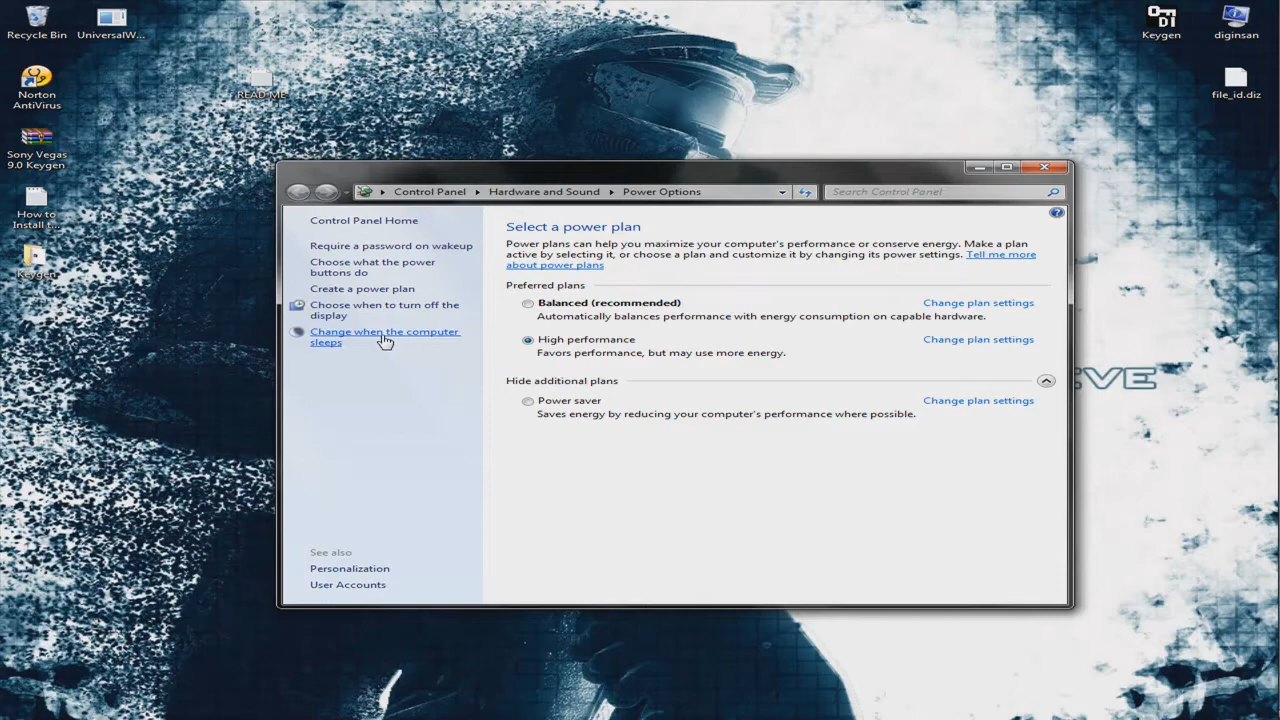 Recycle Bin
UniversalW...
Norton
AntiVirus
Sony Vegas
9.0 Keygen
How to
Install t...
Keygen
READ-ME
Keygen
diginsan
file_id.diz
Control Panel
Hardware and Sound
Power Options
Search Control Panel
Control Panel Home
Require a password on wakeup
Choose what the power
buttons do
Create a power plan
Choose when to turn off the
display
Change when the computer
sleeps
See also
Personalization
User Accounts
Select a power plan
Power plans can help you maximize your computer's performance or conserve energy. Make a plan
active by selecting it, or choose a plan and customize it by changing its power settings. Tell me more
about power plans
Preferred plans
Balanced (recommended)
Change plan settings
Automatically balances performance with energy consumption on capable hardware.
High performance
Change plan settings
Favors performance, but may use more energy.
Hide additional plans
Power saver
Change plan settings
Saves energy by reducing your computer's performance where possible.